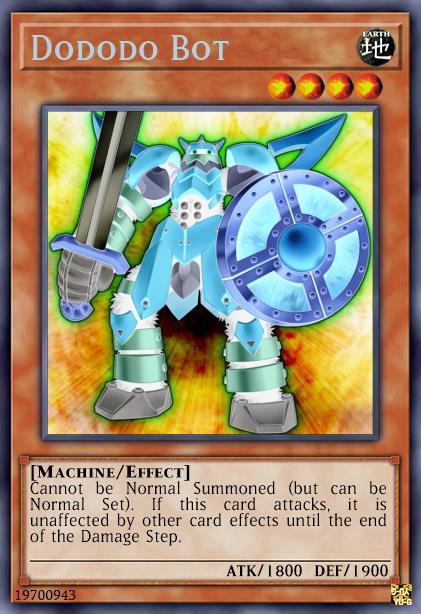 DODODO BOT
EARTH
地
[MACHINE/EFFECT]
Cannot be Normal Summoned (but can be
Normal Set). If this card attacks, it is
unaffected by other card effects until the end
of the Damage Step.
ATK/1800 DEF/1900
19700943